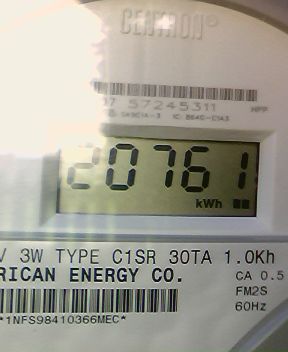 CENTRON®
57245311
20761
kWh
V 3W TYPE C1SR 30TA 1.0Kh
RICAN ENERGY CO.
CA 0.5
FM2S
60Hz
*1NFS98410366MEC*